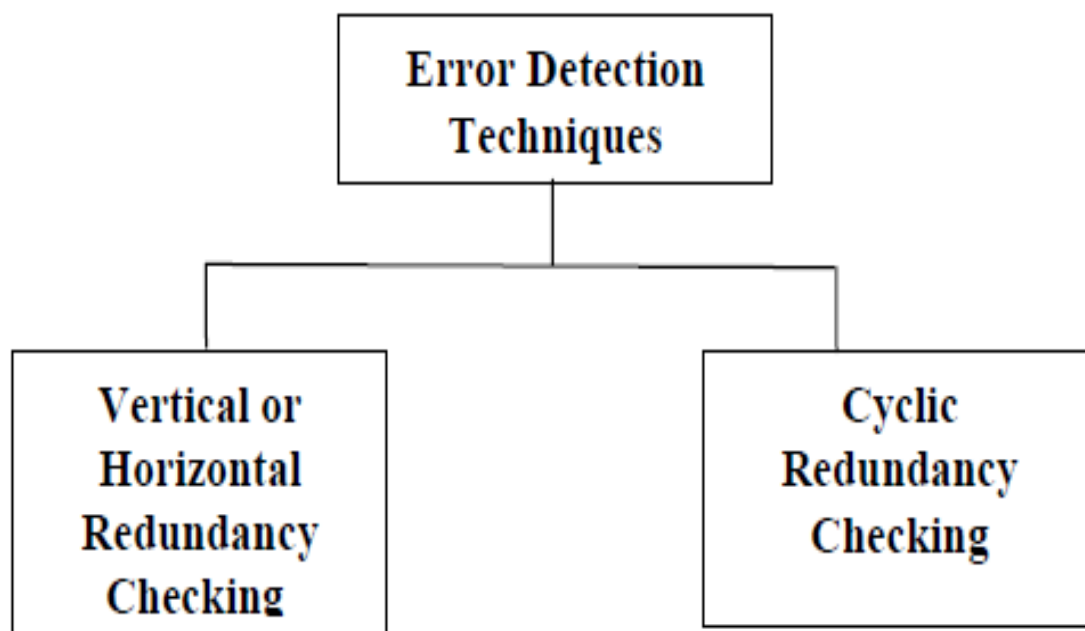 Error Detection
Techniques
Vertical or
Horizontal
Redundancy
Checking
Cyclic
Redundancy
Checking